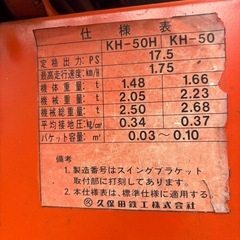 仕様表
KH-50H KH-50
定格出力・PS 17.5
最高走行速度・km/H 1.75
機体重量・t 1.48 1.66
機械重量・t 2.05 2.23
機械総重量・t 2.50 2.68
平均接地圧・kg/cm² 0.34 0.37
バケット容量・m³ 0.03〜0.10
備考
1. 製造番号はスイングブラケット
取付部に打刻してあります。
2. 本仕様表は、標準仕様に適用する。
久保田鉄工株式会社